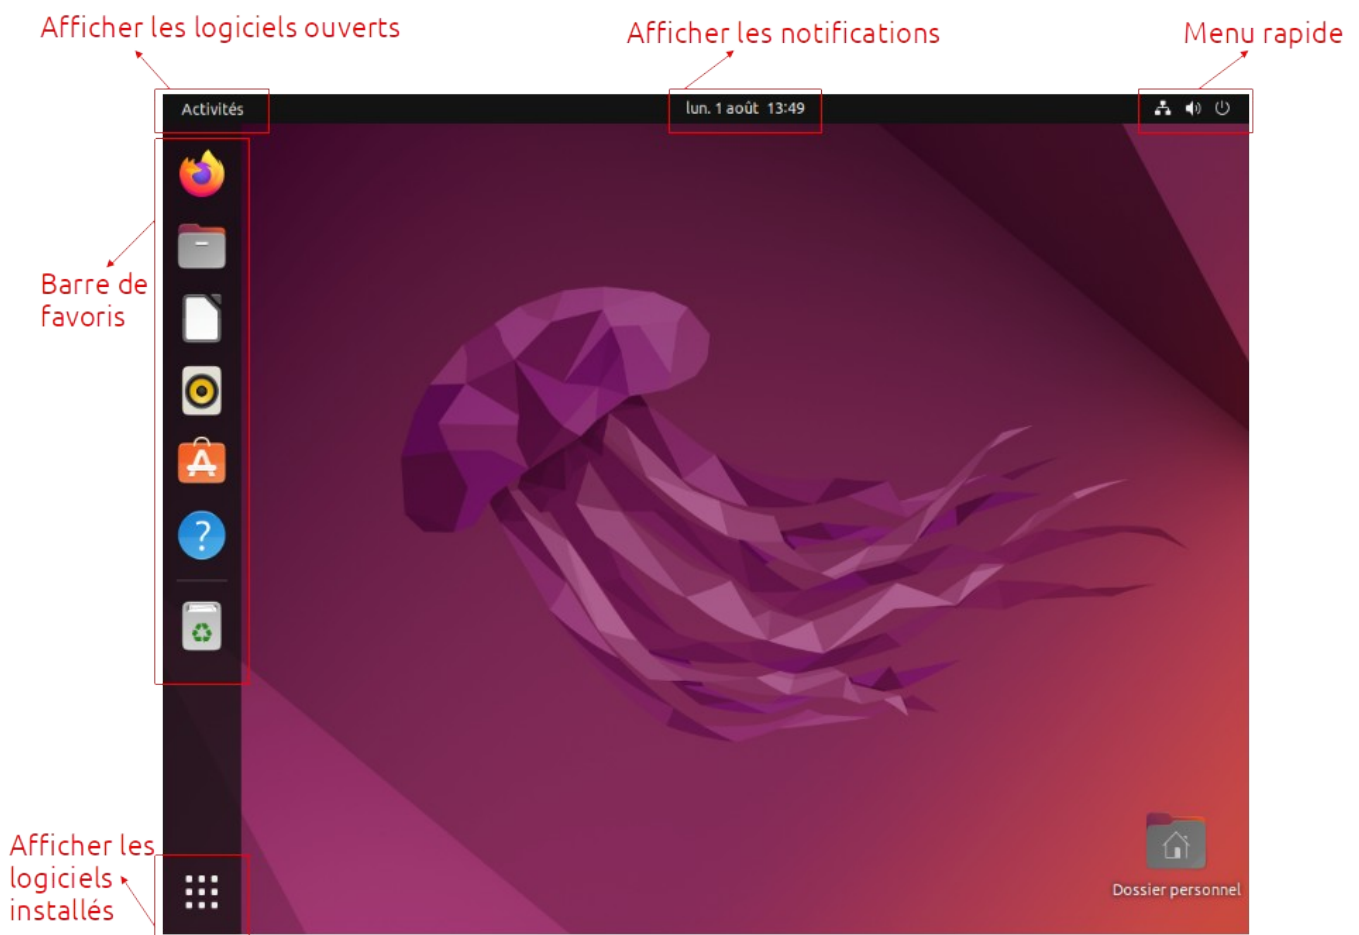 Afficher les logiciels ouverts
Afficher les notifications
Menu rapide
Activités
lun. 1 août 13:49
Barre de
favoris
Afficher les
logiciels
installés
Dossier personnel